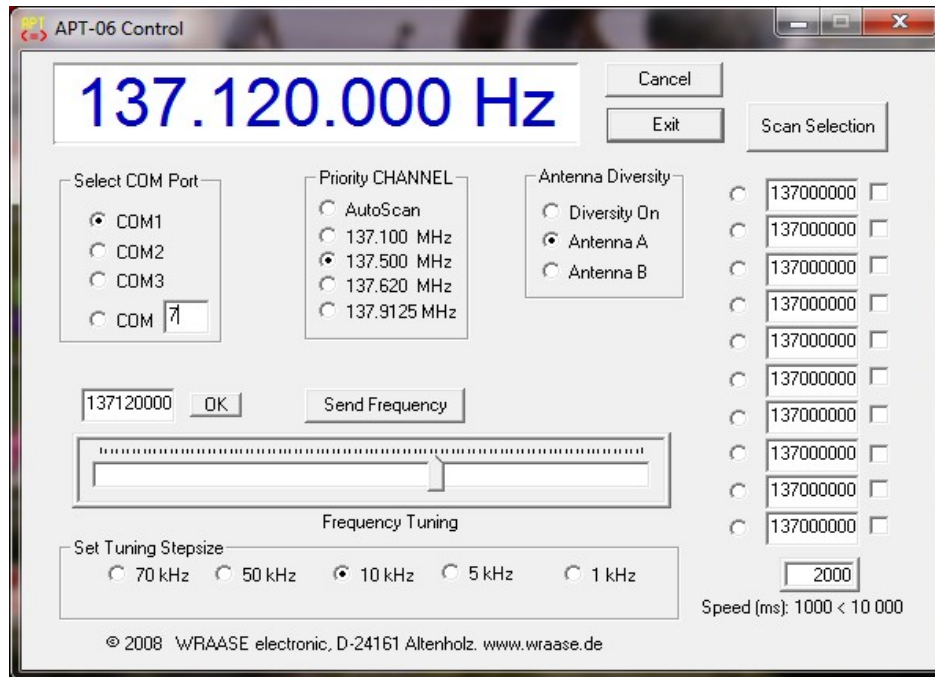 APT
APT-06 Control
137.120.000 Hz
Cancel
Exit
Scan Selection
Select COM Port
COM1
COM2
COM3
COM 7
Priority CHANNEL
AutoScan
137.100 MHz
137.500 MHz
137.620 MHz
137.9125 MHz
Antenna Diversity
Diversity On
Antenna A
Antenna B
137000000
137000000
137000000
137000000
137000000
137000000
137000000
137000000
137000000
137000000
2000
Speed (ms): 1000 < 10 000
137120000 OK
Send Frequency
Frequency Tuning
Set Tuning Stepsize
70 kHz 50 kHz 10 kHz 5 kHz 1 kHz
© 2008 WRAASE electronic, D-24161 Altenholz. www.wraase.de